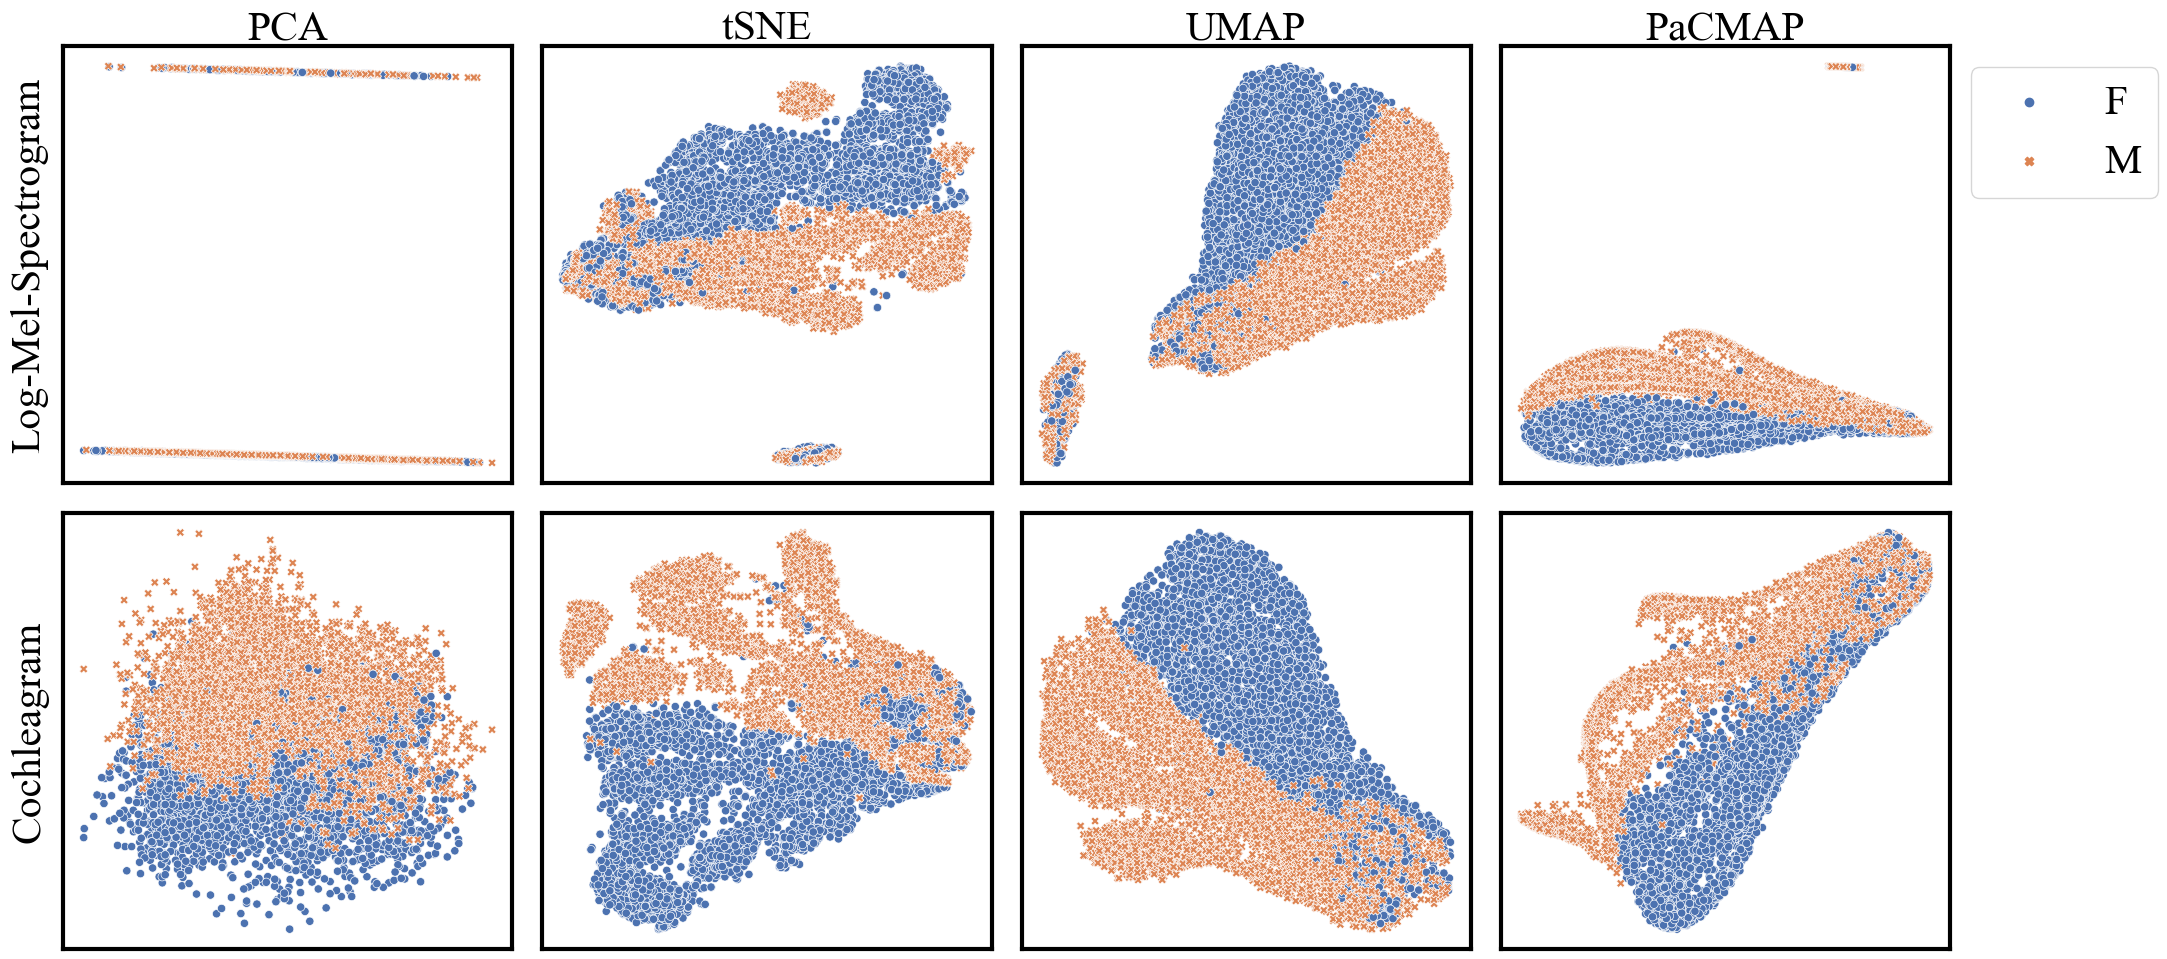 PCA
tSNE
UMAP
PaCMAP
Log-Mel-Spectrogram
F
M
Cochleagram